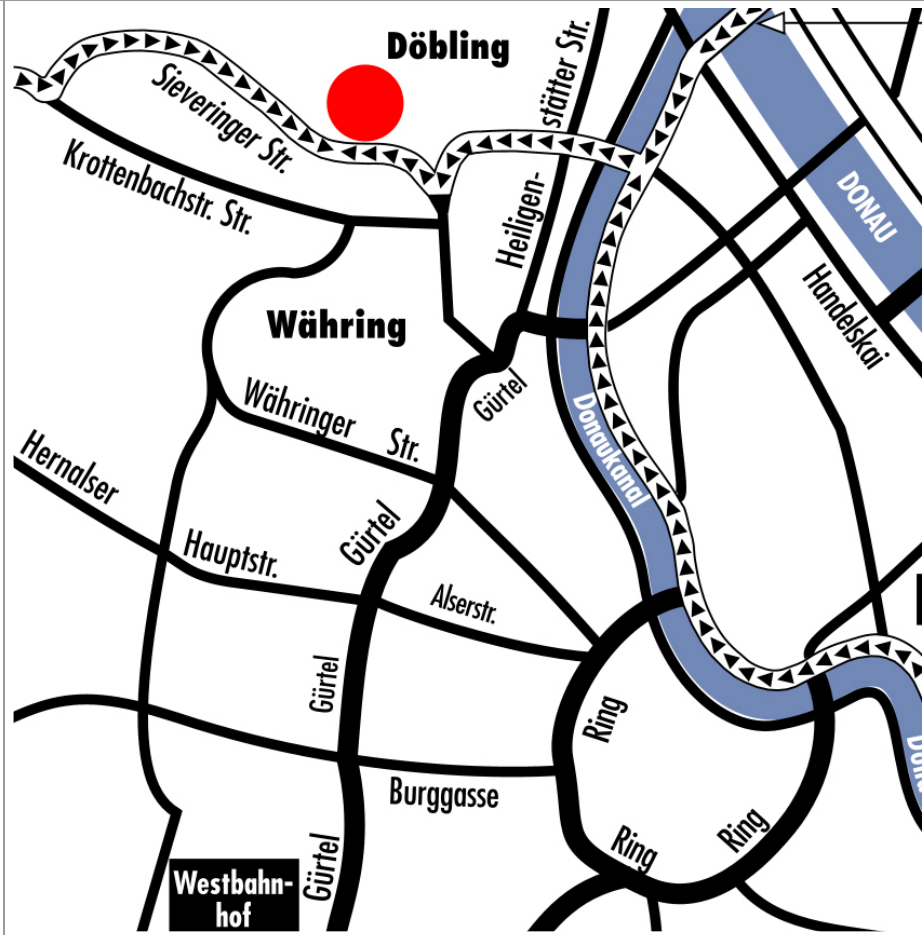 Döbling
stätter Str.
Sieveringer Str.
Krottenbachstr. Str.
Heiligen-
DONAU
Handelskai
Währing
Gürtel
Währinger Str.
Donaukanal
Hernalser
Hauptstr.
Gürtel
Alserstr.
Gürtel
Ring
Burggasse
Ring
Ring
Gürtel
Westbahn-
hof